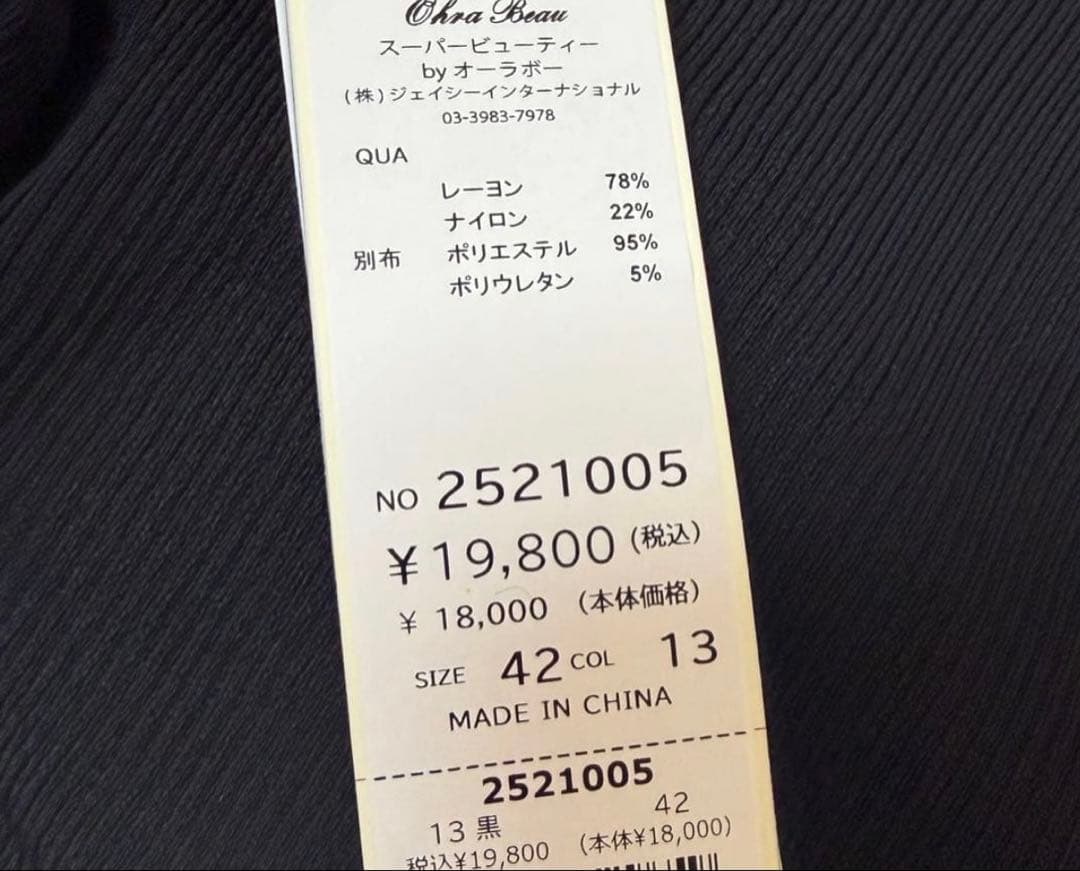 Ohra Beau
スーパービューティー
by オーラボー
(株)ジェイシーインターナショナル
03-3983-7978
QUA
レーヨン 78%
ナイロン 22%
別布 ポリエステル 95%
ポリウレタン 5%
NO 2521005
¥19,800 (税込)
¥ 18,000 (本体価格)
SIZE 42 COL 13
MADE IN CHINA
2521005
13 黒 42
税込¥19,800 (本体¥18,000)